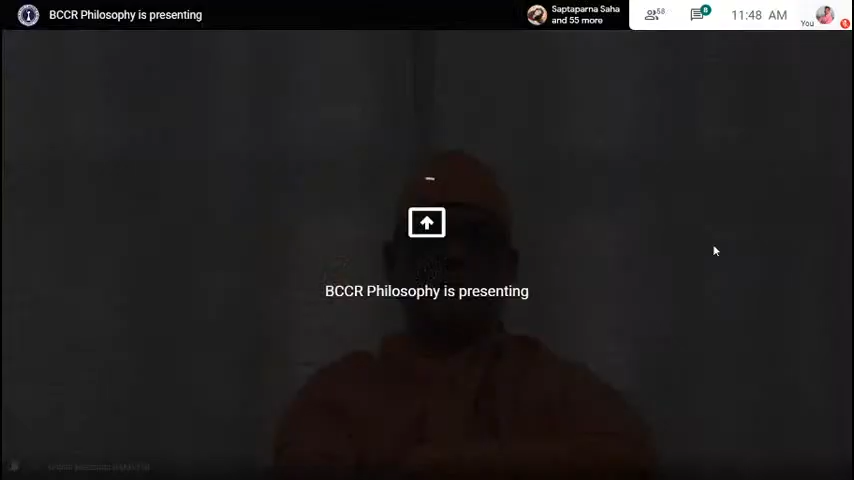 BCCR Philosophy is presenting
Saptaparna Saha
and 55 more
58
8
11:48 AM
You
BCCR Philosophy is presenting